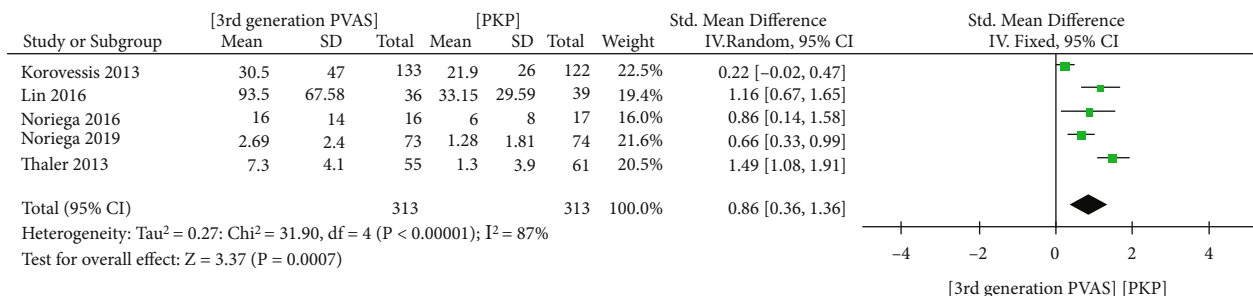 [3rd generation PVAS] [PKP] Std. Mean Difference Std. Mean Difference
Study or Subgroup Mean SD Total Mean SD Total Weight IV.Random, 95% CI IV. Fixed, 95% CI
Korovessis 2013 30.5 47 133 21.9 26 122 22.5% 0.22 [–0.02, 0.47]
Lin 2016 93.5 67.58 36 33.15 29.59 39 19.4% 1.16 [0.67, 1.65]
Noriega 2016 16 14 16 6 8 17 16.0% 0.86 [0.14, 1.58]
Noriega 2019 2.69 2.4 73 1.28 1.81 74 21.6% 0.66 [0.33, 0.99]
Thaler 2013 7.3 4.1 55 1.3 3.9 61 20.5% 1.49 [1.08, 1.91]
Total (95% CI) 313 313 100.0% 0.86 [0.36, 1.36]
Heterogeneity: Tau² = 0.27: Chi² = 31.90, df = 4 (P < 0.00001); I² = 87%
Test for overall effect: Z = 3.37 (P = 0.0007)
–4 –2 0 2 4
[3rd generation PVAS] [PKP]